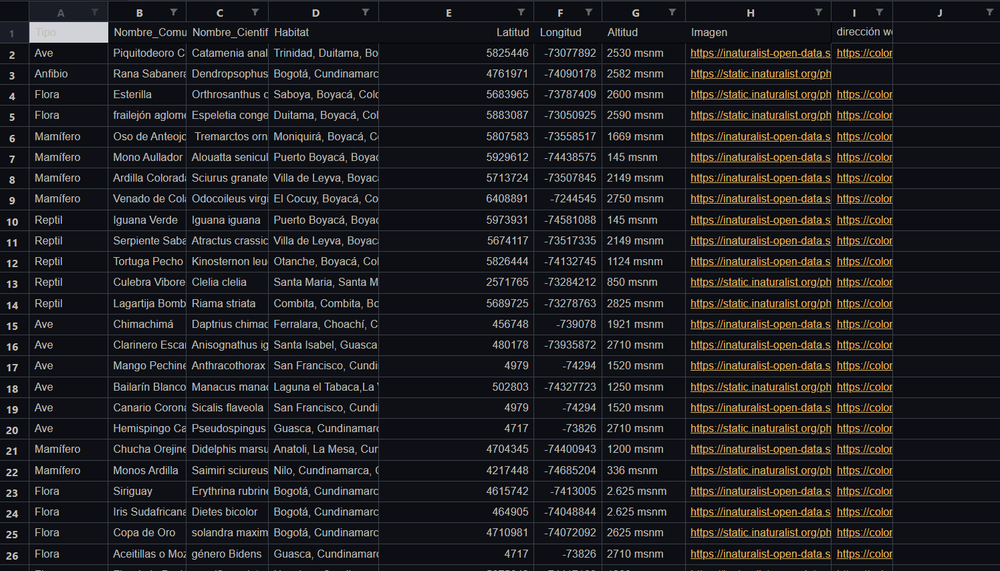 A B C D E F G H I J
1 Tipo Nombre_Comu Nombre_Cientif Habitat Latitud Longitud Altitud Imagen dirección we
2 Ave Piquitodeoro C Catamenia anal Trinidad, Duitama, Bo 5825446 -73077892 2530 msnm https://inaturalist-open-data.s https://color
3 Anfibio Rana Sabanera Dendropsophus Bogotá, Cundinamarc 4761971 -74090178 2582 msnm https://static.inaturalist.org/ph
4 Flora Esterilla Orthrosanthus c Saboya, Boyacá, Colo 5683965 -73787409 2600 msnm https://static.inaturalist.org/ph https://color
5 Flora frailejón aglome Espeletia conge Duitama, Boyacá, Col 5883087 -73050925 2590 msnm https://static.inaturalist.org/ph https://color
6 Mamífero Oso de Anteojo Tremarctos orn Moniquirá, Boyacá, Co 5807583 -73558517 1669 msnm https://inaturalist-open-data.s https://color
7 Mamífero Mono Aullador Alouatta senicul Puerto Boyacá, Boyac 5929612 -74438575 145 msnm https://inaturalist-open-data.s https://color
8 Mamífero Ardilla Colorada Sciurus granate Villa de Leyva, Boyaca 5713724 -73507845 2149 msnm https://inaturalist-open-data.s https://color
9 Mamífero Venado de Cola Odocoileus virgi El Cocuy, Boyacá, Co 6408891 -7244545 2750 msnm https://inaturalist-open-data.s https://color
10 Reptil Iguana Verde Iguana iguana Puerto Boyacá, Boyac 5973931 -74581088 145 msnm https://inaturalist-open-data.s https://color
11 Reptil Serpiente Saba Atractus crassic Villa de Leyva, Boyaca 5674117 -73517335 2149 msnm https://inaturalist-open-data.s https://color
12 Reptil Tortuga Pecho Kinosternon leuc Otanche, Boyacá, Col 5826444 -74132745 1124 msnm https://inaturalist-open-data.s https://color
13 Reptil Culebra Vibore Clelia clelia Santa Maria, Santa M 2571765 -73284212 850 msnm https://static.inaturalist.org/ph https://color
14 Reptil Lagartija Bomb Riama striata Combita, Combita, Bo 5689725 -73278763 2825 msnm https://static.inaturalist.org/ph https://color
15 Ave Chimachimá Daptrius chimac Ferralara, Choachí, C 456748 -739078 1921 msnm https://inaturalist-open-data.s https://color
16 Ave Clarinero Escar Anisognathus ig Santa Isabel, Guasca 480178 -73935872 2710 msnm https://inaturalist-open-data.s https://color
17 Ave Mango Pechine Anthracothorax San Francisco, Cundi 4979 -74294 1520 msnm https://inaturalist-open-data.s https://color
18 Ave Bailarín Blanco Manacus manac Laguna el Tabaca,La V 502803 -74327723 1250 msnm https://static.inaturalist.org/ph https://color
19 Ave Canario Corona Sicalis flaveola San Francisco, Cundi 4979 -74294 1520 msnm https://inaturalist-open-data.s https://color
20 Ave Hemispingo Ca Pseudospingus Guasca, Cundinamarc 4717 -73826 2710 msnm https://static.inaturalist.org/ph https://color
21 Mamífero Chucha Orejine Didelphis marsu Anatoli, La Mesa, Cun 4704345 -74400943 1200 msnm https://inaturalist-open-data.s https://color
22 Mamífero Monos Ardilla Saimiri sciureus Nilo, Cundinamarca, C 4217448 -74685204 336 msnm https://inaturalist-open-data.s https://color
23 Flora Siriguay Erythrina rubrine Bogotá, Cundinamarc 4615742 -7413005 2.625 msnm https://inaturalist-open-data.s https://color
24 Flora Iris Sudafricana Dietes bicolor Bogotá, Cundinamarc 464905 -74048844 2.625 msnm https://inaturalist-open-data.s https://color
25 Flora Copa de Oro solandra maxim Bogotá, Cundinamarc 4710981 -74072092 2625 msnm https://static.inaturalist.org/ph https://color
26 Flora Aceitillas o Moz género Bidens Guasca, Cundinamarc 4717 -73826 2710 msnm https://inaturalist-open-data.s https://color